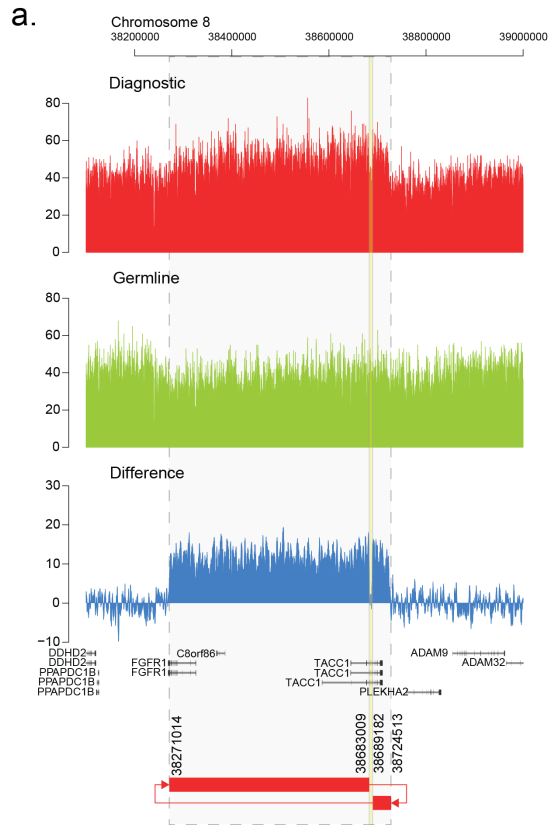 a.
Chromosome 8
38200000 38400000 38600000 38800000 39000000
Diagnostic
80
60
40
20
0
Germline
80
60
40
20
0
Difference
30
20
10
0
−10
DDHD2 C8orf86 ADAM9
DDHD2 FGFR1 TACC1 ADAM32
PPAPDC1B FGFR1 TACC1
PPAPDC1B TACC1
PPAPDC1B PLEKHA2
38271014
38683009
38689182
38724513